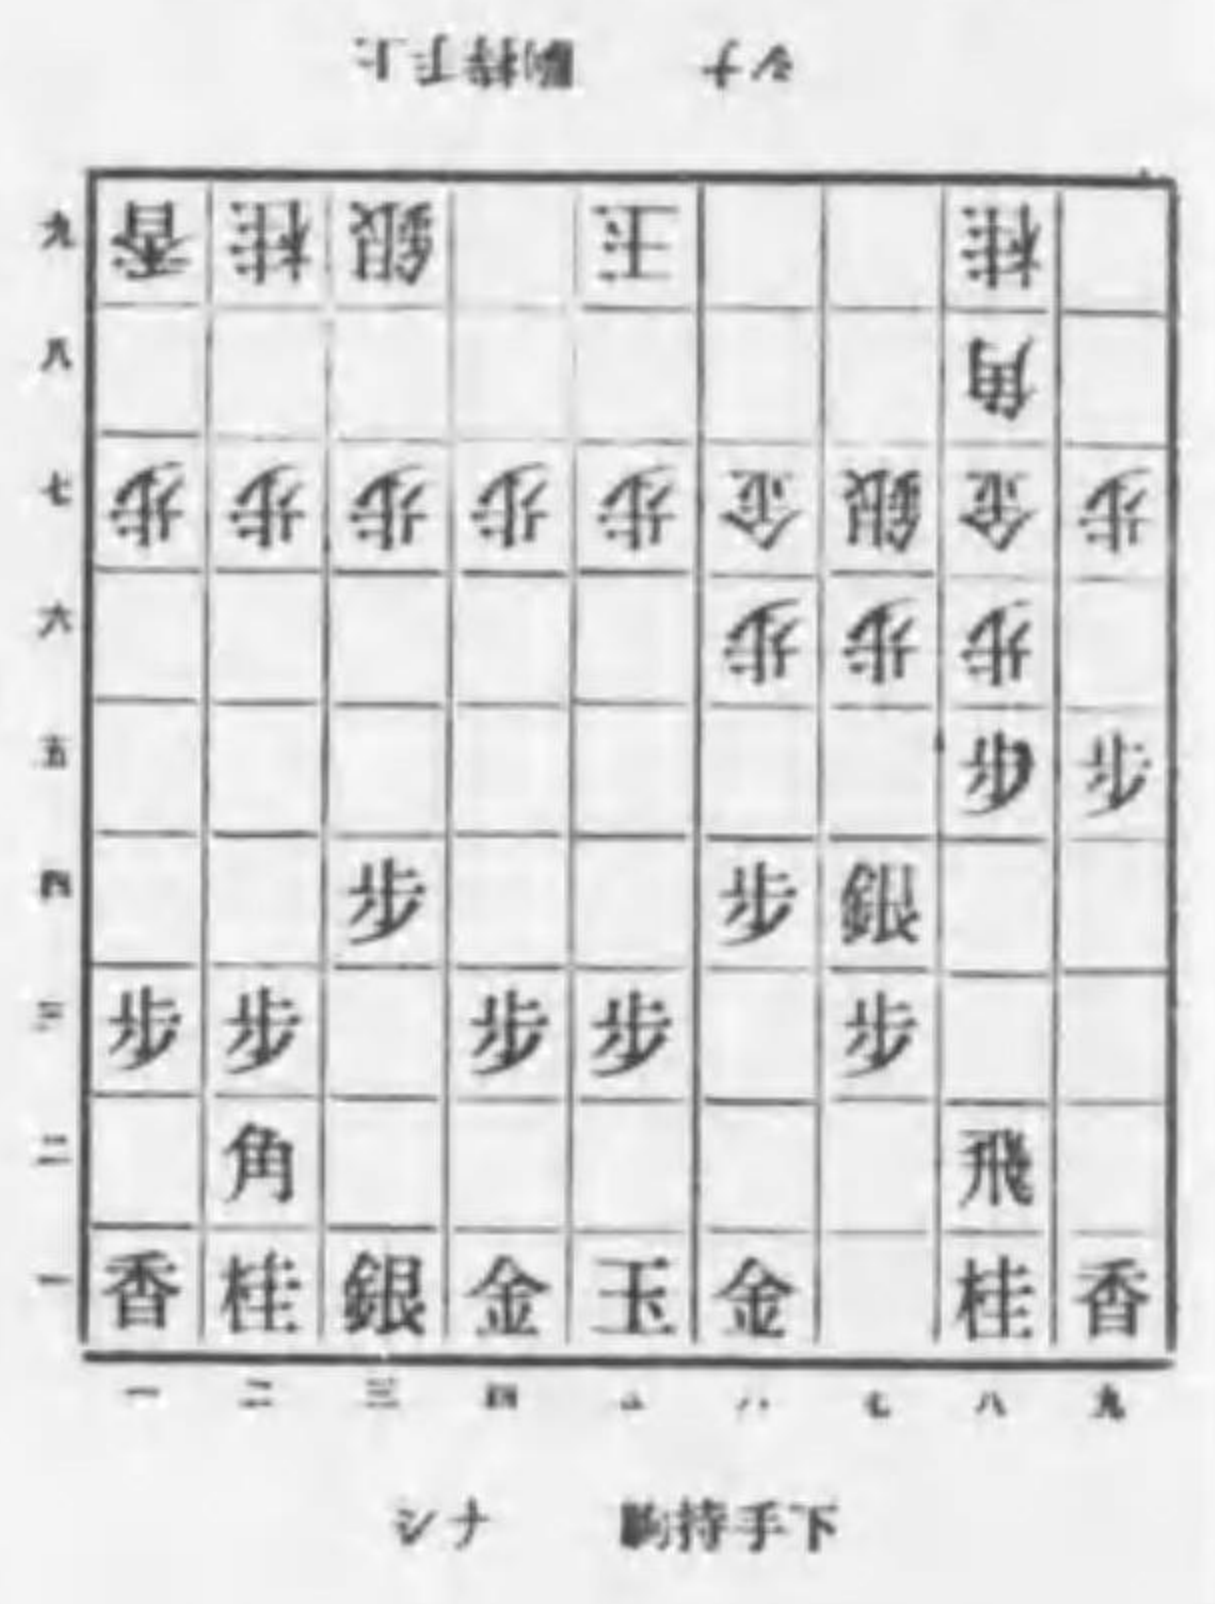 上手持駒 ナシ
九 香 桂 銀 王 桂
八 角
七 歩 歩 歩 歩 歩 金 銀 金 歩
六 歩 歩 歩
五 歩 歩
四 歩 歩 銀
三 歩 歩 歩 歩 歩
二 角 飛
一 香 桂 銀 金 玉 金 桂 香
一 二 三 四 七 八 九
下手持駒 ナシ